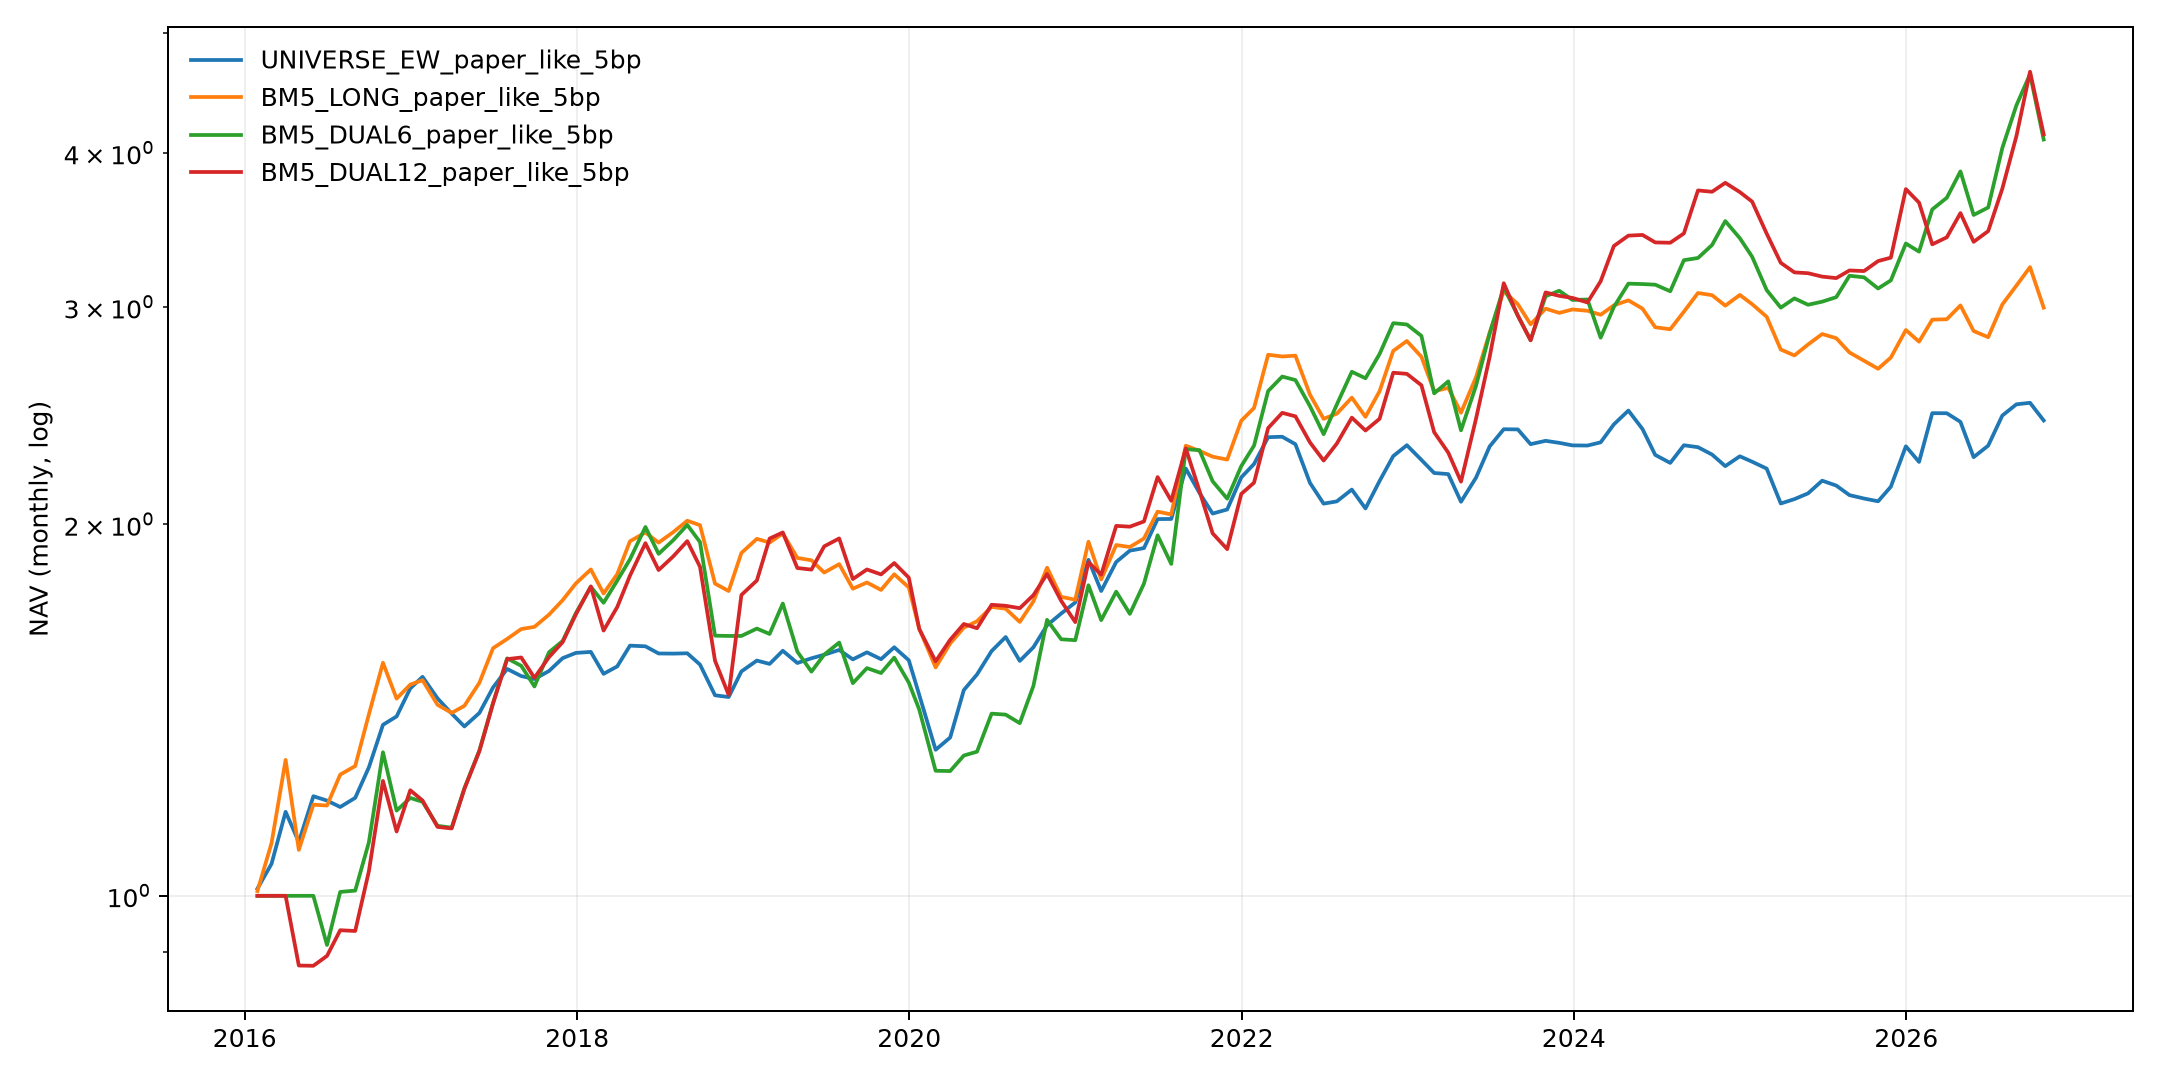 UNIVERSE_EW_paper_like_5bp
BM5_LONG_paper_like_5bp
BM5_DUAL6_paper_like_5bp
BM5_DUAL12_paper_like_5bp
NAV (monthly, log)
4 × 10⁰
3 × 10⁰
2 × 10⁰
10⁰
2016 2018 2020 2022 2024 2026